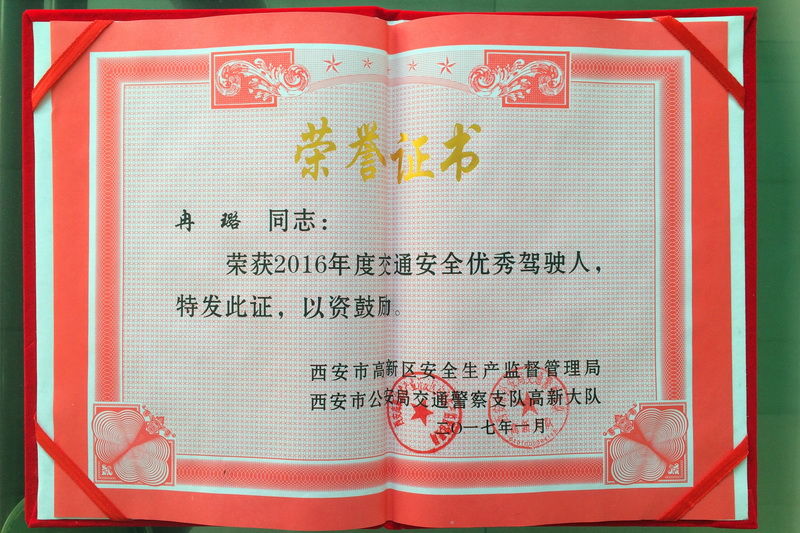 荣誉证书
冉 璐 同志：
荣获2016年度交通安全优秀驾驶人，
特发此证，以资鼓励。
西安市高新区安全生产监督管理局
西安市公安局交通警察支队高新大队
二〇一七年一月